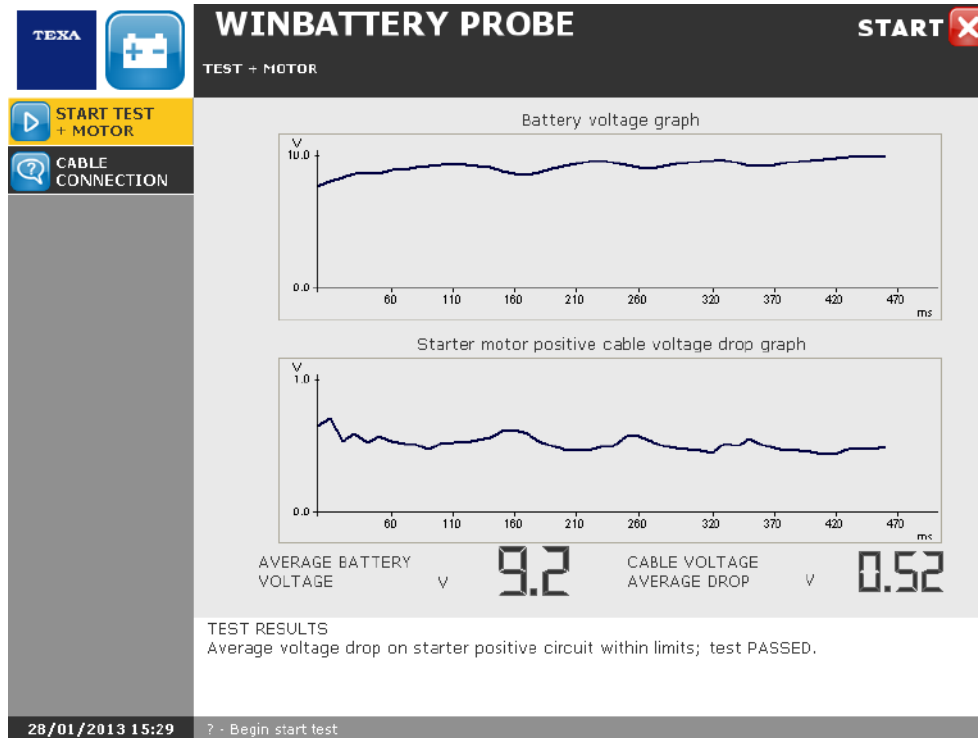 TEXA
WINBATTERY PROBE
START
TEST + MOTOR
START TEST
+ MOTOR
CABLE
CONNECTION
Battery voltage graph
V
10.0
0.0
60 110 160 210 260 320 370 420 470
ms
Starter motor positive cable voltage drop graph
V
1.0
0.0
60 110 160 210 260 320 370 420 470
ms
AVERAGE BATTERY
VOLTAGE V 9.2
CABLE VOLTAGE
AVERAGE DROP V 0.52
TEST RESULTS
Average voltage drop on starter positive circuit within limits; test PASSED.
28/01/2013 15:29
? - Begin start test